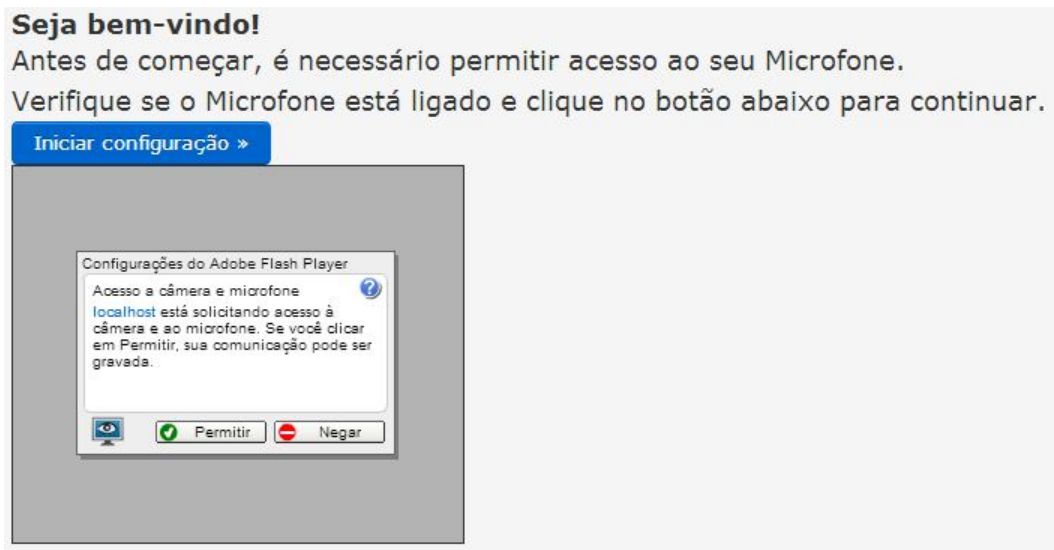 Seja bem-vindo!
Antes de começar, é necessário permitir acesso ao seu Microfone.
Verifique se o Microfone está ligado e clique no botão abaixo para continuar.
Iniciar configuração »
Configurações do Adobe Flash Player
Acesso a câmera e microfone
localhost está solicitando acesso à
câmera e ao microfone. Se você clicar
em Permitir, sua comunicação pode ser
gravada.
Permitir Negar